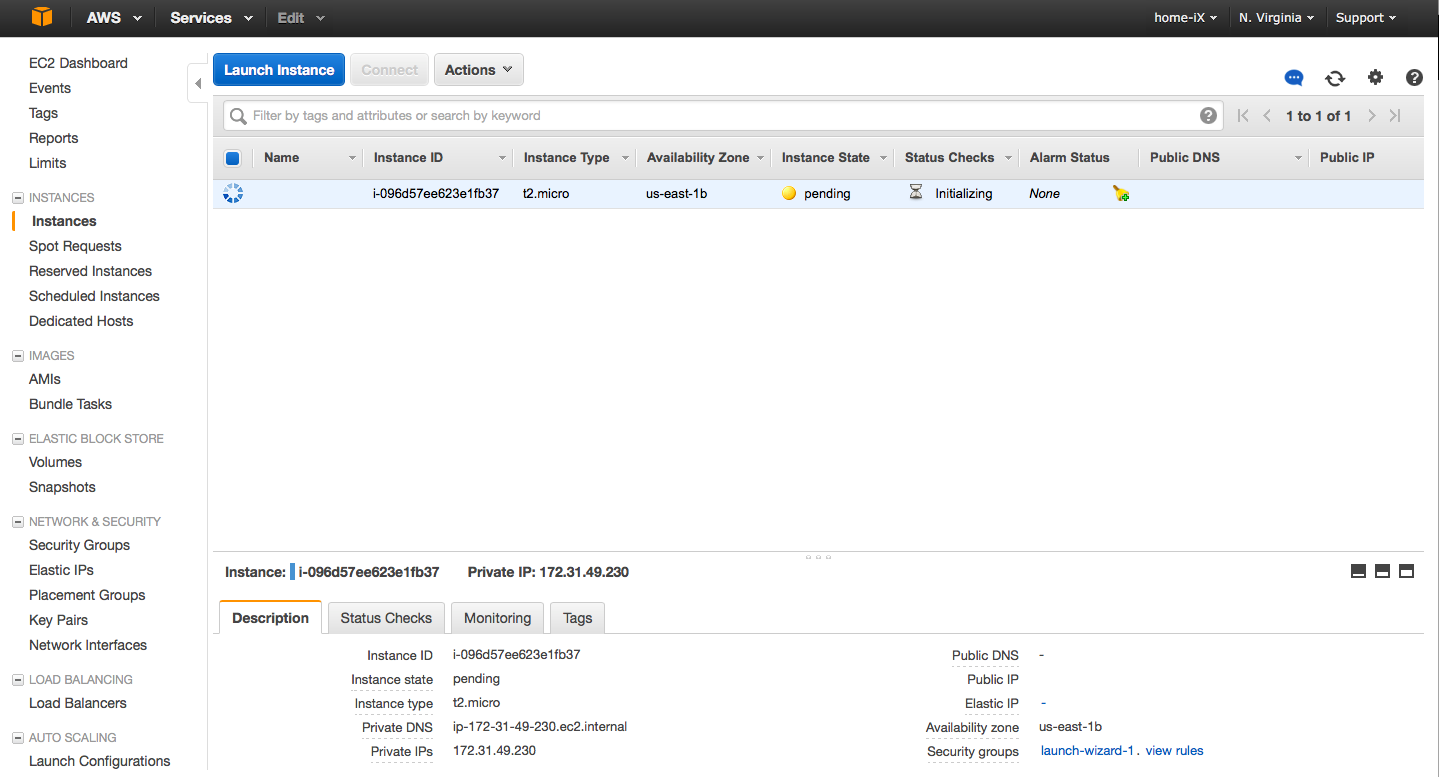 AWS Services Edit home-iX N. Virginia Support
EC2 Dashboard
Events
Tags
Reports
Limits
INSTANCES
Instances
Spot Requests
Reserved Instances
Scheduled Instances
Dedicated Hosts
IMAGES
AMIs
Bundle Tasks
ELASTIC BLOCK STORE
Volumes
Snapshots
NETWORK & SECURITY
Security Groups
Elastic IPs
Placement Groups
Key Pairs
Network Interfaces
LOAD BALANCING
Load Balancers
AUTO SCALING
Launch Configurations
Launch Instance Connect Actions
Filter by tags and attributes or search by keyword 1 to 1 of 1
Name Instance ID Instance Type Availability Zone Instance State Status Checks Alarm Status Public DNS Public IP
i-096d57ee623e1fb37 t2.micro us-east-1b pending Initializing None
Instance: i-096d57ee623e1fb37 Private IP: 172.31.49.230
Description Status Checks Monitoring Tags
Instance ID i-096d57ee623e1fb37
Instance state pending
Instance type t2.micro
Private DNS ip-172-31-49-230.ec2.internal
Private IPs 172.31.49.230
Public DNS -
Public IP
Elastic IP -
Availability zone us-east-1b
Security groups launch-wizard-1. view rules